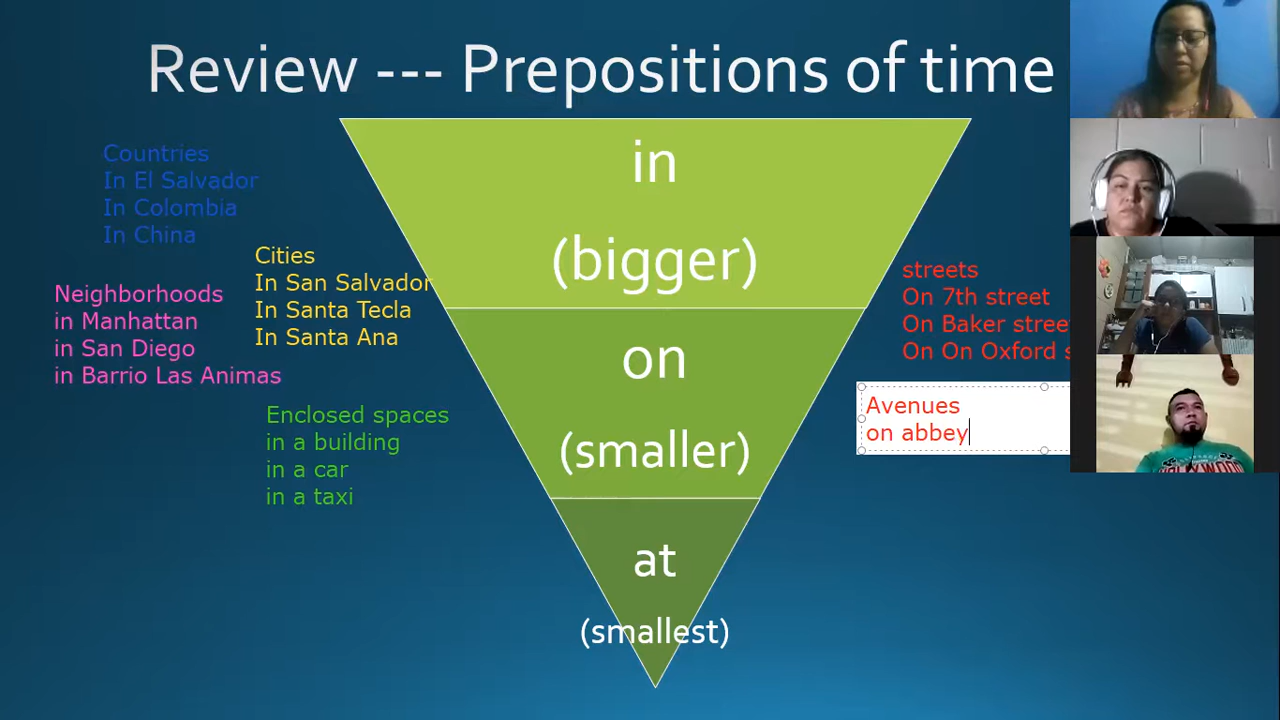 Review --- Prepositions of time
Countries
In El Salvador
In Colombia
In China
Cities
In San Salvador
In Santa Tecla
In Santa Ana
Neighborhoods
in Manhattan
in San Diego
in Barrio Las Animas
Enclosed spaces
in a building
in a car
in a taxi
in
(bigger)
on
(smaller)
at
(smallest)
streets
On 7th street
On Baker stree
On On Oxford s
Avenues
on abbey